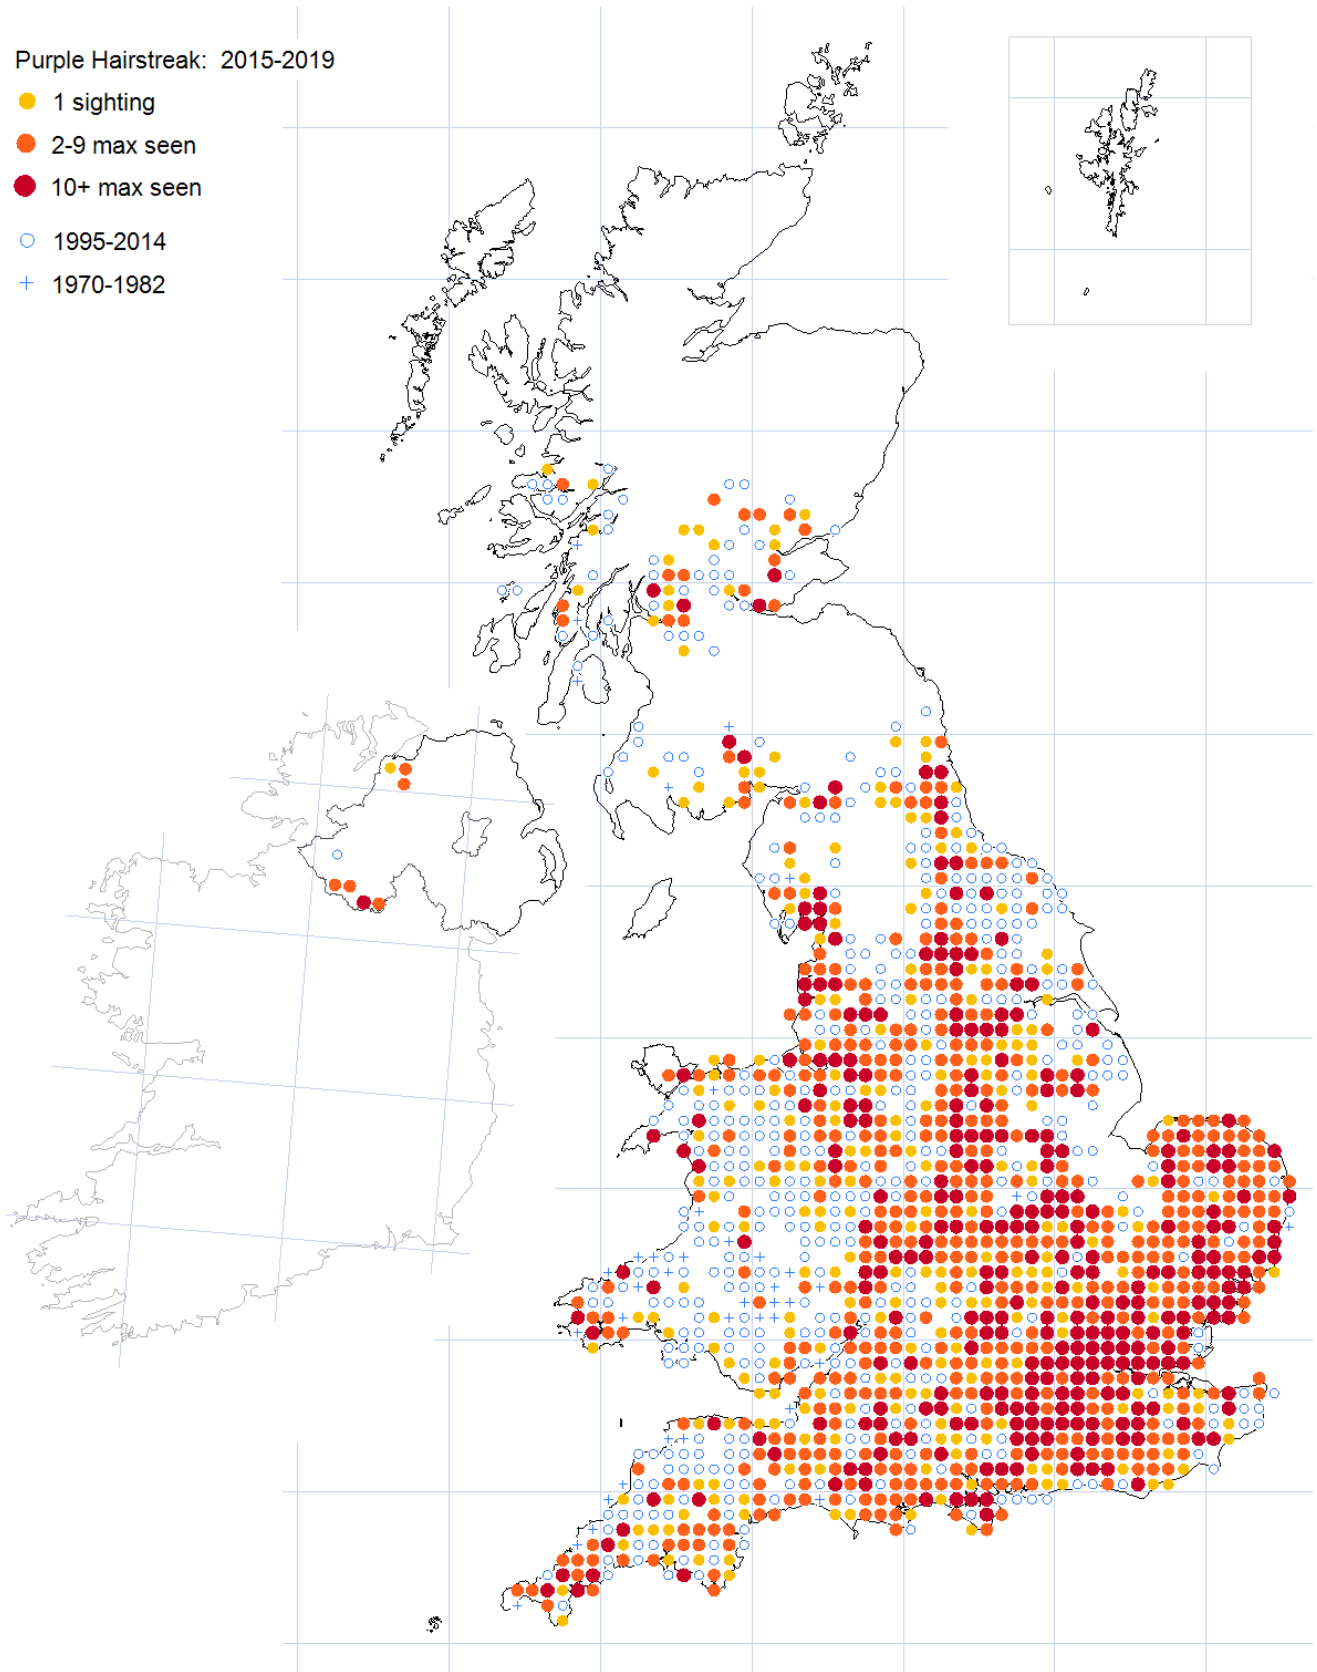 Purple Hairstreak: 2015-2019
1 sighting
2-9 max seen
10+ max seen
1995-2014
1970-1982